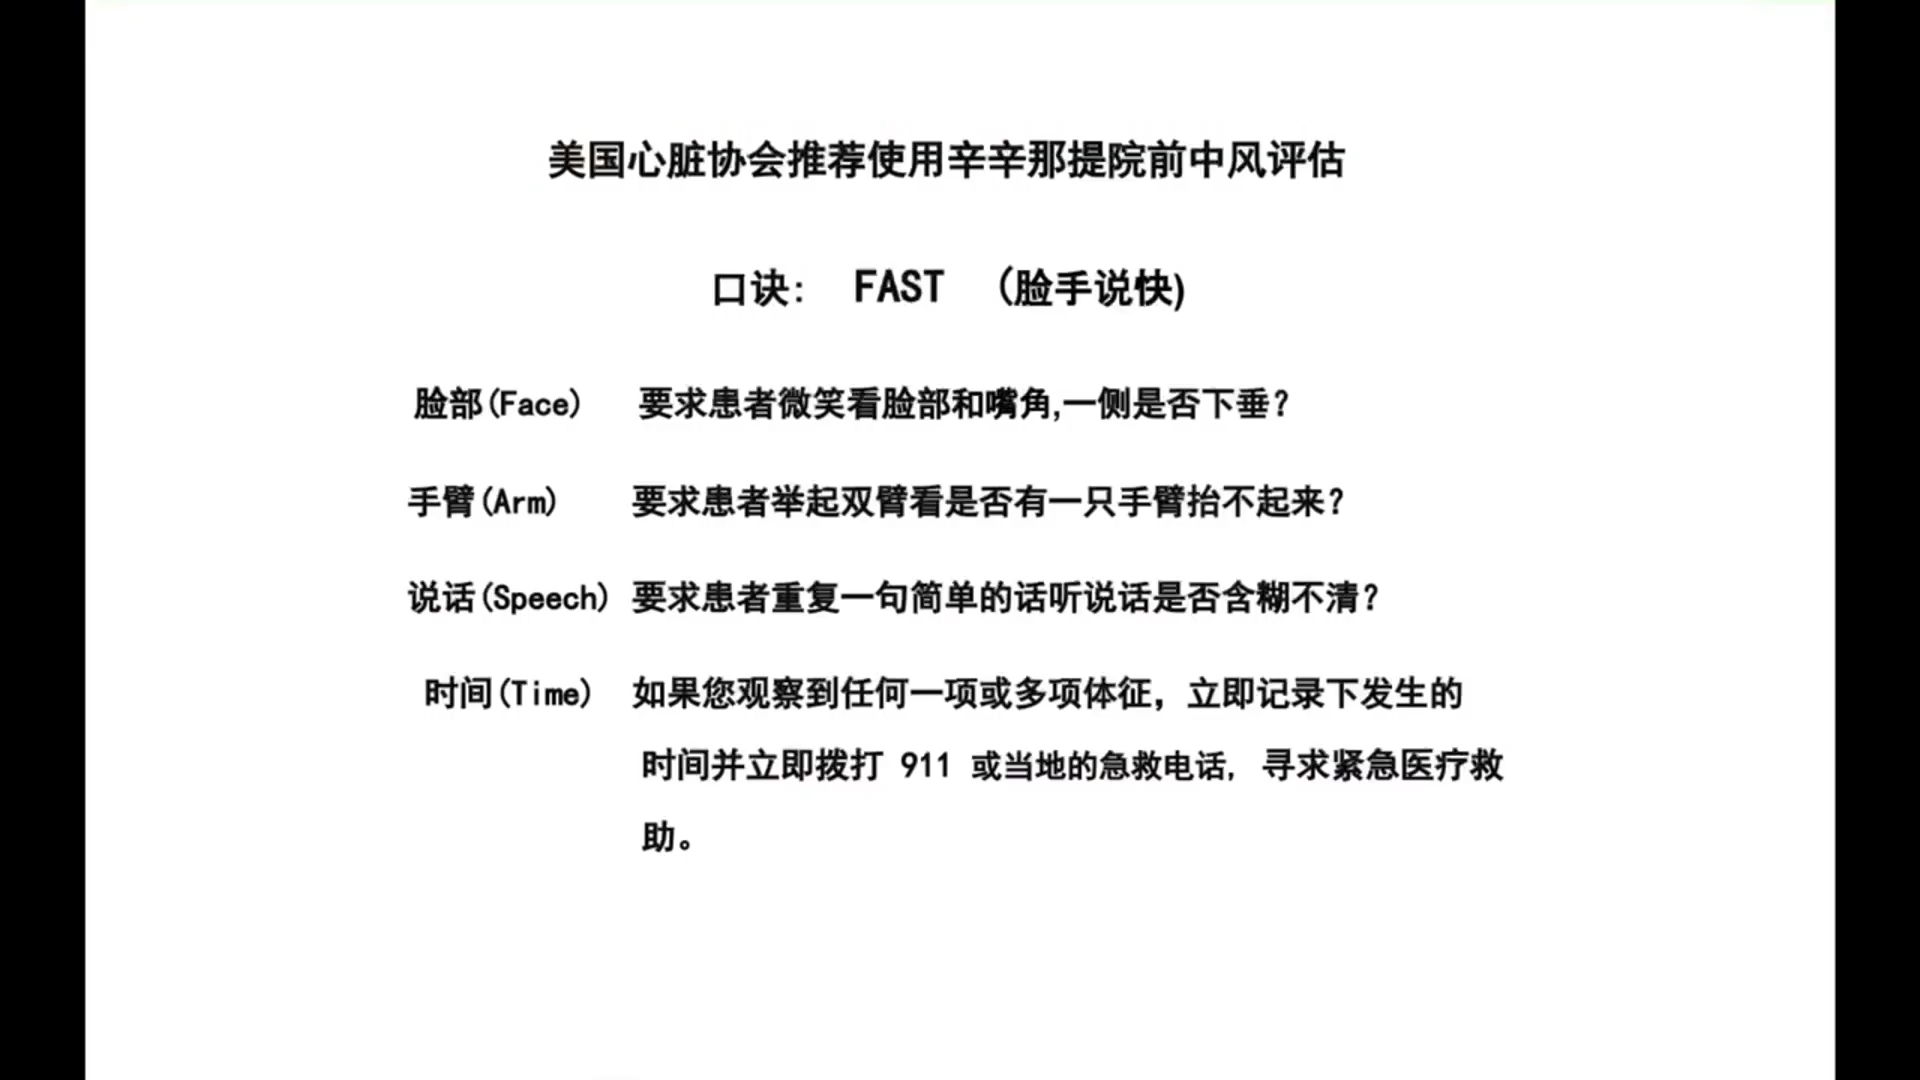 美国心脏协会推荐使用辛辛那提院前中风评估
口诀： FAST （脸手说快)
脸部(Face) 要求患者微笑看脸部和嘴角,一侧是否下垂？
手臂(Arm) 要求患者举起双臂看是否有一只手臂抬不起来？
说话(Speech) 要求患者重复一句简单的话听说话是否含糊不清？
时间(Time) 如果您观察到任何一项或多项体征，立即记录下发生的
时间并立即拨打 911 或当地的急救电话, 寻求紧急医疗救
助。